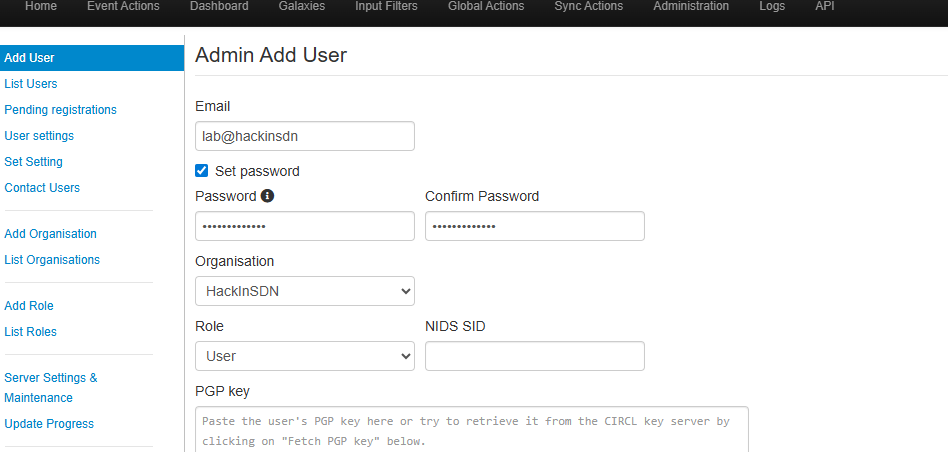 Home Event Actions Dashboard Galaxies Input Filters Global Actions Sync Actions Administration Logs API
Add User
List Users
Pending registrations
User settings
Set Setting
Contact Users
Add Organisation
List Organisations
Add Role
List Roles
Server Settings &
Maintenance
Update Progress
Admin Add User
Email
lab@hackinsdn
Set password
Password Confirm Password
••••••••••••• •••••••••••••
Organisation
HackInSDN
Role NIDS SID
User
PGP key
Paste the user's PGP key here or try to retrieve it from the CIRCL key server by
clicking on "Fetch PGP key" below.